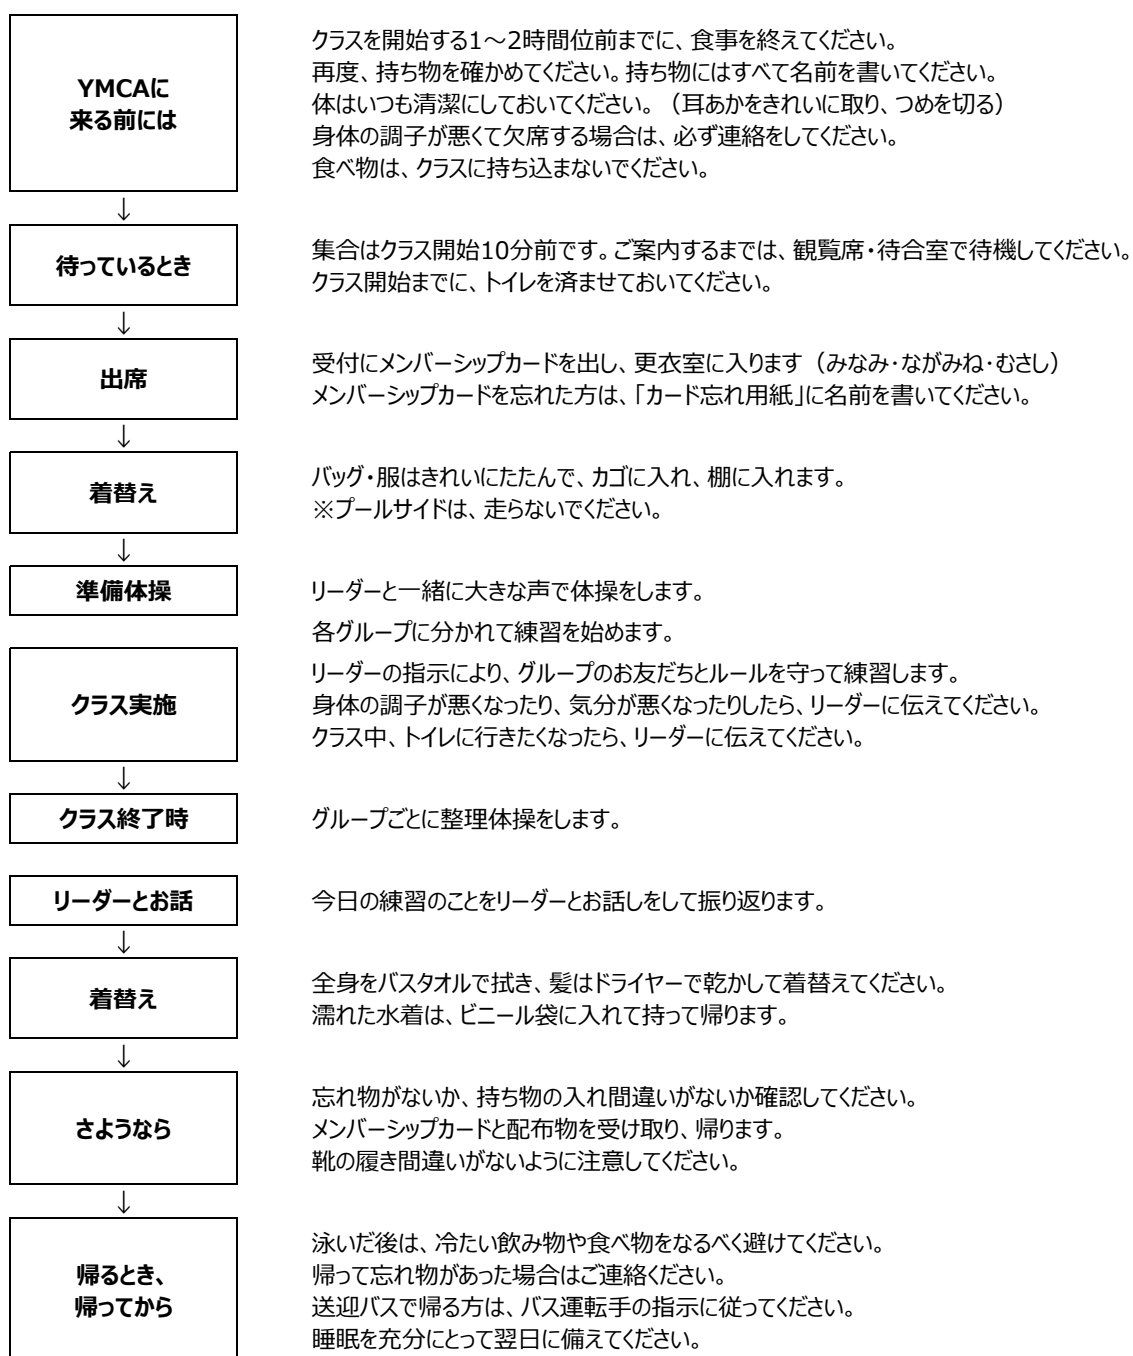 YMCAに
来る前には
クラスを開始する1～2時間位前までに、食事を終えてください。
再度、持ち物を確かめてください。持ち物にはすべて名前を書いてください。
体はいつも清潔にしておいてください。（耳あかをきれいに取り、つめを切る）
身体の調子が悪くて欠席する場合は、必ず連絡をしてください。
食べ物は、クラスに持ち込まないでください。
↓
待っているとき
集合はクラス開始10分前です。ご案内するまでは、観覧席・待合室で待機してください。
クラス開始までに、トイレを済ませておいてください。
↓
出席
受付にメンバーシップカードを出し、更衣室に入ります（みなみ・ながみね・むさし）
メンバーシップカードを忘れた方は、「カード忘れ用紙」に名前を書いてください。
↓
着替え
バッグ・服はきれいにたたんで、カゴに入れ、棚に入れます。
※プールサイドは、走らないでください。
↓
準備体操
リーダーと一緒に大きな声で体操をします。
各グループに分かれて練習を始めます。
クラス実施
リーダーの指示により、グループのお友だちとルールを守って練習します。
身体の調子が悪くなったり、気分が悪くなったりしたら、リーダーに伝えてください。
クラス中、トイレに行きたくなったら、リーダーに伝えてください。
↓
クラス終了時
グループごとに整理体操をします。
リーダーとお話
今日の練習のことをリーダーとお話しをして振り返ります。
↓
着替え
全身をバスタオルで拭き、髪はドライヤーで乾かして着替えてください。
濡れた水着は、ビニール袋に入れて持って帰ります。
↓
さようなら
忘れ物がないか、持ち物の入れ間違いがないか確認してください。
メンバーシップカードと配布物を受け取り、帰ります。
靴の履き間違いがないように注意してください。
↓
帰るとき、
帰ってから
泳いだ後は、冷たい飲み物や食べ物をなるべく避けてください。
帰って忘れ物があった場合はご連絡ください。
送迎バスで帰る方は、バス運転手の指示に従ってください。
睡眠を充分にとって翌日に備えてください。